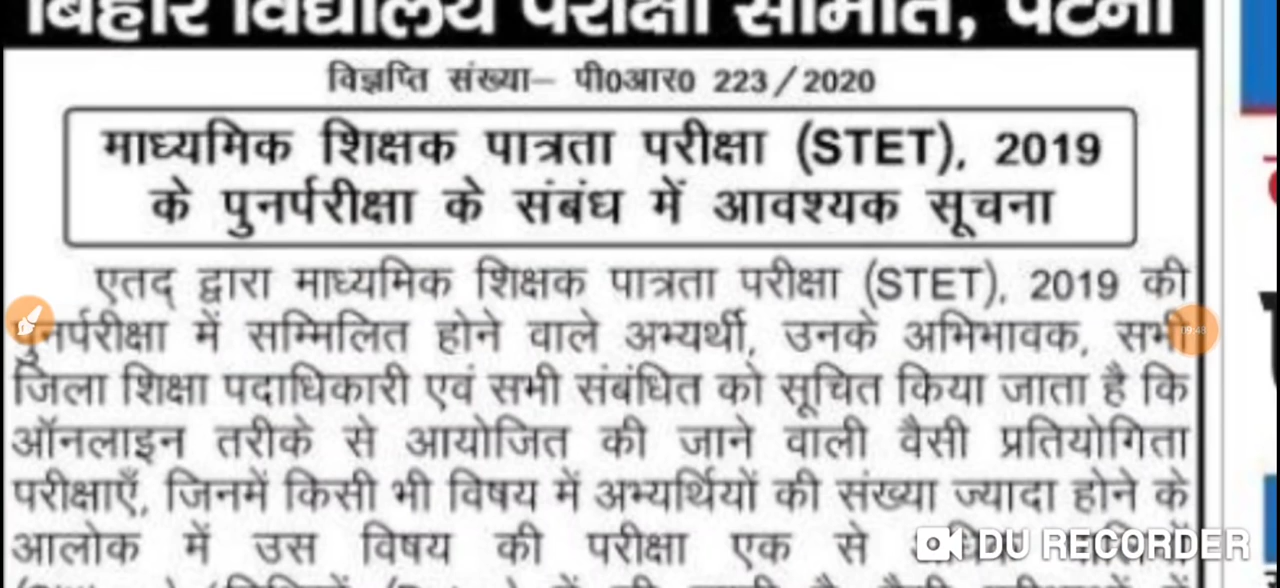 बिहार विद्यालय परीक्षा समिति, पटना
विज्ञप्ति संख्या– पी0आर0 223/2020
माध्यमिक शिक्षक पात्रता परीक्षा (STET), 2019
के पुनर्परीक्षा के संबंध में आवश्यक सूचना
एतद् द्वारा माध्यमिक शिक्षक पात्रता परीक्षा (STET), 2019 की
पुनर्परीक्षा में सम्मिलित होने वाले अभ्यर्थी, उनके अभिभावक, सभी
09:48
जिला शिक्षा पदाधिकारी एवं सभी संबंधित को सूचित किया जाता है कि
ऑनलाइन तरीके से आयोजित की जाने वाली वैसी प्रतियोगिता
परीक्षाएँ, जिनमें किसी भी विषय में अभ्यर्थियों की संख्या ज्यादा होने के
आलोक में उस विषय की परीक्षा एक से
DU RECORDER